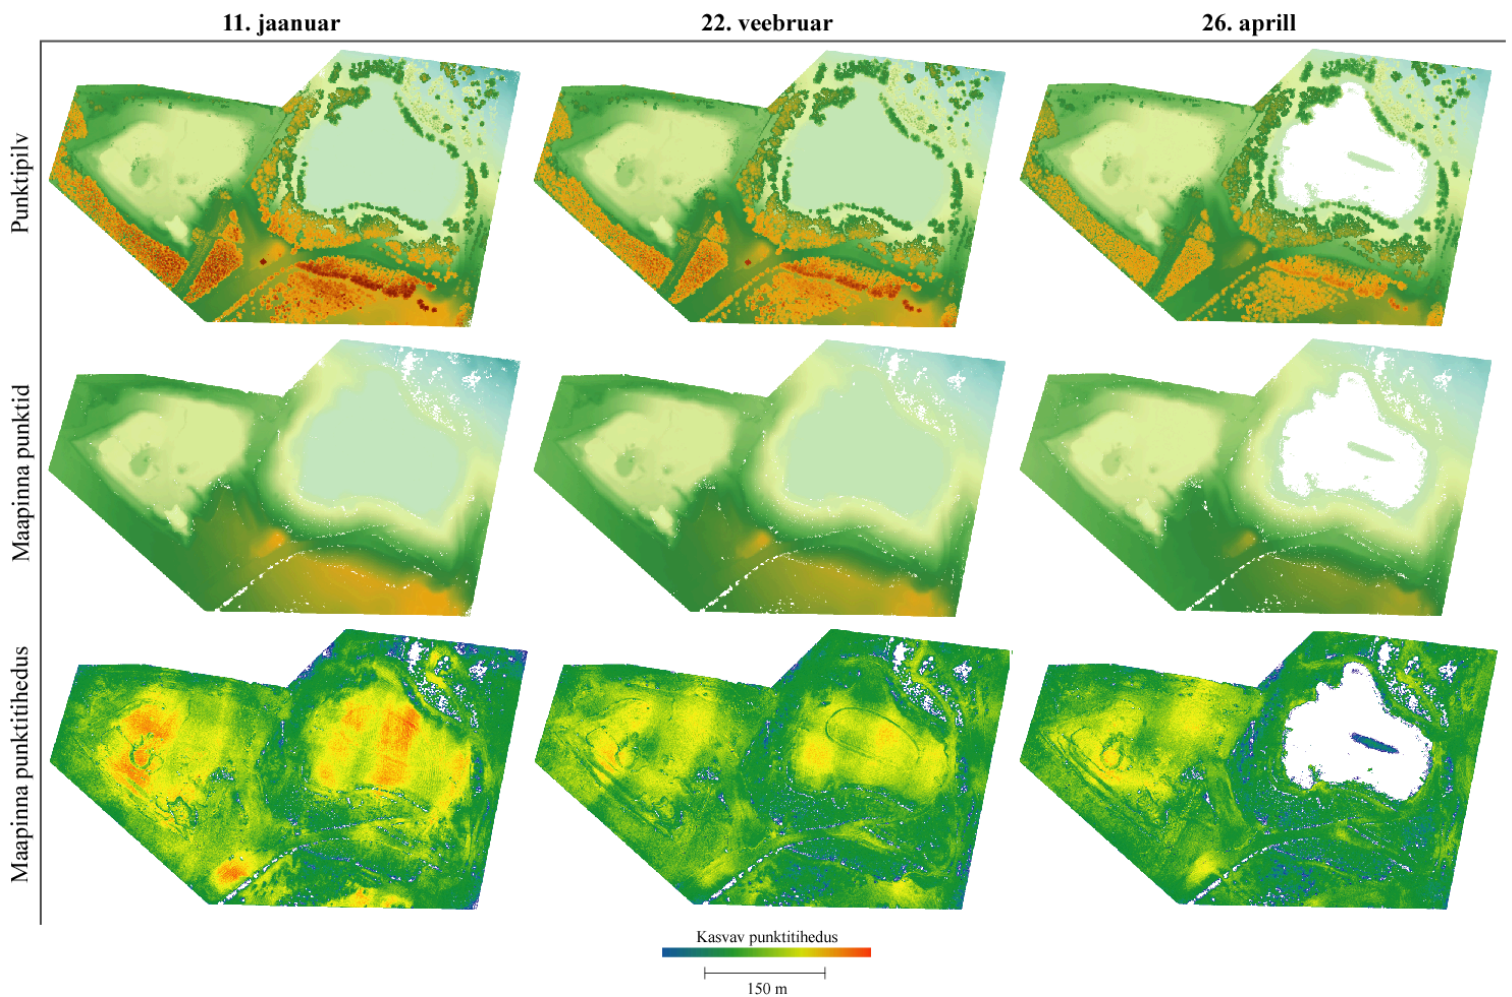 11. jaanuar
22. veebruar
26. aprill
Punktipilv
Maapinna punktid
Maapinna punktitihedus
Kasvav punktitihedus
150 m